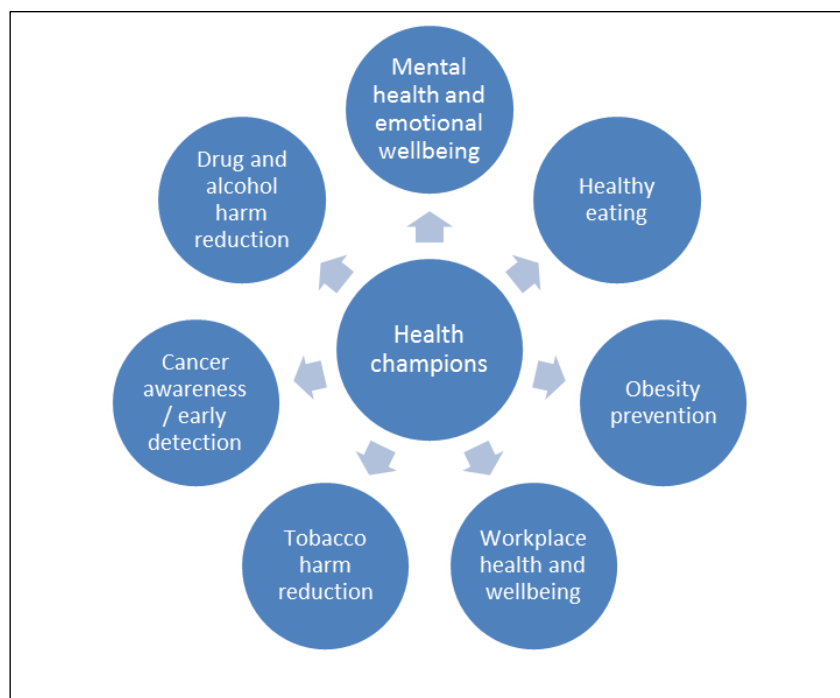 Mental
health and
emotional
wellbeing
Healthy
eating
Obesity
prevention
Workplace
health and
wellbeing
Tobacco
harm
reduction
Cancer
awareness
/ early
detection
Drug and
alcohol
harm
reduction
Health
champions